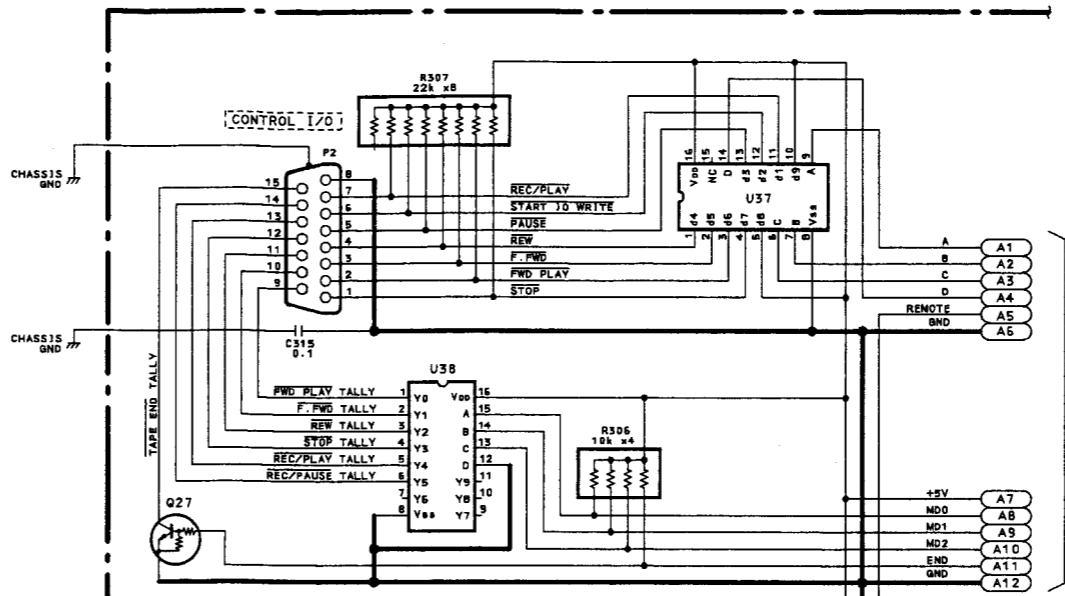 R307
22k x8
CONTROL I/O
P2
CHASSIS
GND
15
14
13
12
11
10
9
8
7
6
5
4
3
2
1
REC/PLAY
START ID WRITE
PAUSE
REW
F.FWD
FWD PLAY
STOP
16
15
14
13
12
11
10
9
VDD
NC
D
d3
d2
d1
d9
A
U37
d4
d5
d6
d7
d8
C
B
Vss
1
2
3
4
5
6
7
8
A
A1
B
A2
C
A3
D
A4
REMOTE
A5
GND
A6
CHASSIS
GND
C315
0.1
TAPE END TALLY
U38
FWD PLAY TALLY
F.FWD TALLY
REW TALLY
STOP TALLY
REC/PLAY TALLY
REC/PAUSE TALLY
1
2
3
4
5
6
7
8
Y0
Y1
Y2
Y3
Y4
Y5
Y6
Vss
VDD
A
B
C
D
Y9
Y8
Y7
16
15
14
13
12
11
10
9
R306
10k x4
Q27
+5V
A7
MD0
A8
MD1
A9
MD2
A10
END
A11
GND
A12